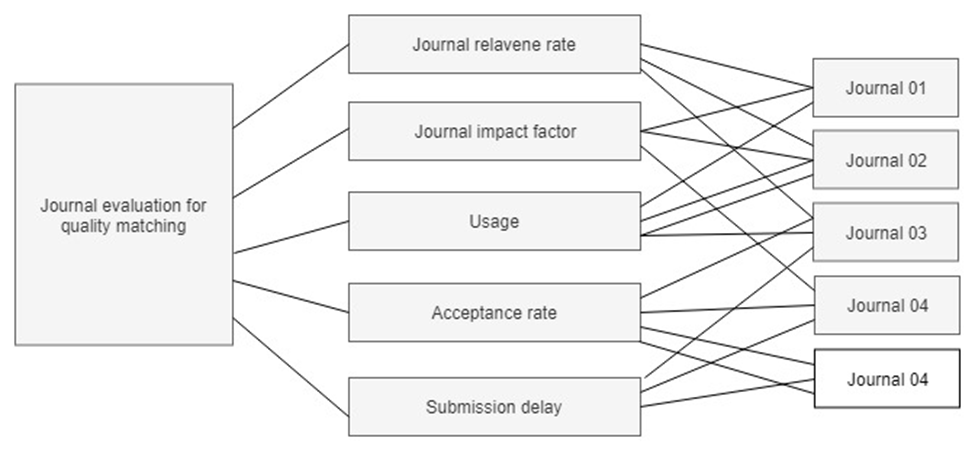 Journal evaluation for
quality matching
Journal relavene rate
Journal impact factor
Usage
Acceptance rate
Submission delay
Journal 01
Journal 02
Journal 03
Journal 04
Journal 04